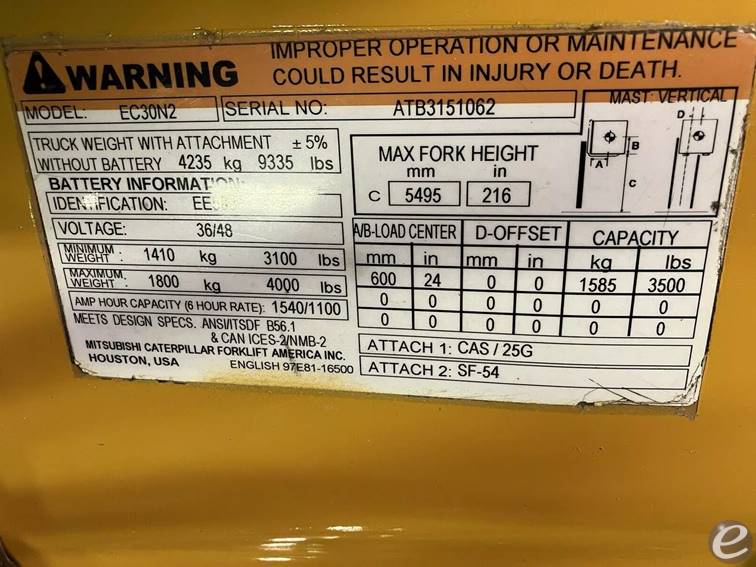 WARNING
IMPROPER OPERATION OR MAINTENANCE
COULD RESULT IN INJURY OR DEATH.
MODEL: EC30N2
SERIAL NO: ATB3151062
MAST: VERTICAL
TRUCK WEIGHT WITH ATTACHMENT ± 5%
WITHOUT BATTERY 4235 kg 9335 lbs
BATTERY INFORMATION:
IDENTIFICATION:
VOLTAGE: 36/48
MINIMUM WEIGHT: 1410 kg 3100 lbs
MAXIMUM WEIGHT: 1800 kg 4000 lbs
AMP HOUR CAPACITY (6 HOUR RATE): 1540/1100
MEETS DESIGN SPECS. ANSI/ITSDF B56.1
& CAN ICES-2/NMB-2
MITSUBISHI CATERPILLAR FORKLIFT AMERICA INC.
HOUSTON, USA
ENGLISH 97E81-16500
MAX FORK HEIGHT
mm in
C 5495 216
D
B
A
C
A/B-LOAD CENTER D-OFFSET CAPACITY
mm in mm in kg lbs
600 24 0 0 1585 3500
0 0 0 0 0 0
0 0 0 0 0 0
ATTACH 1: CAS / 25G
ATTACH 2: SF-54
e